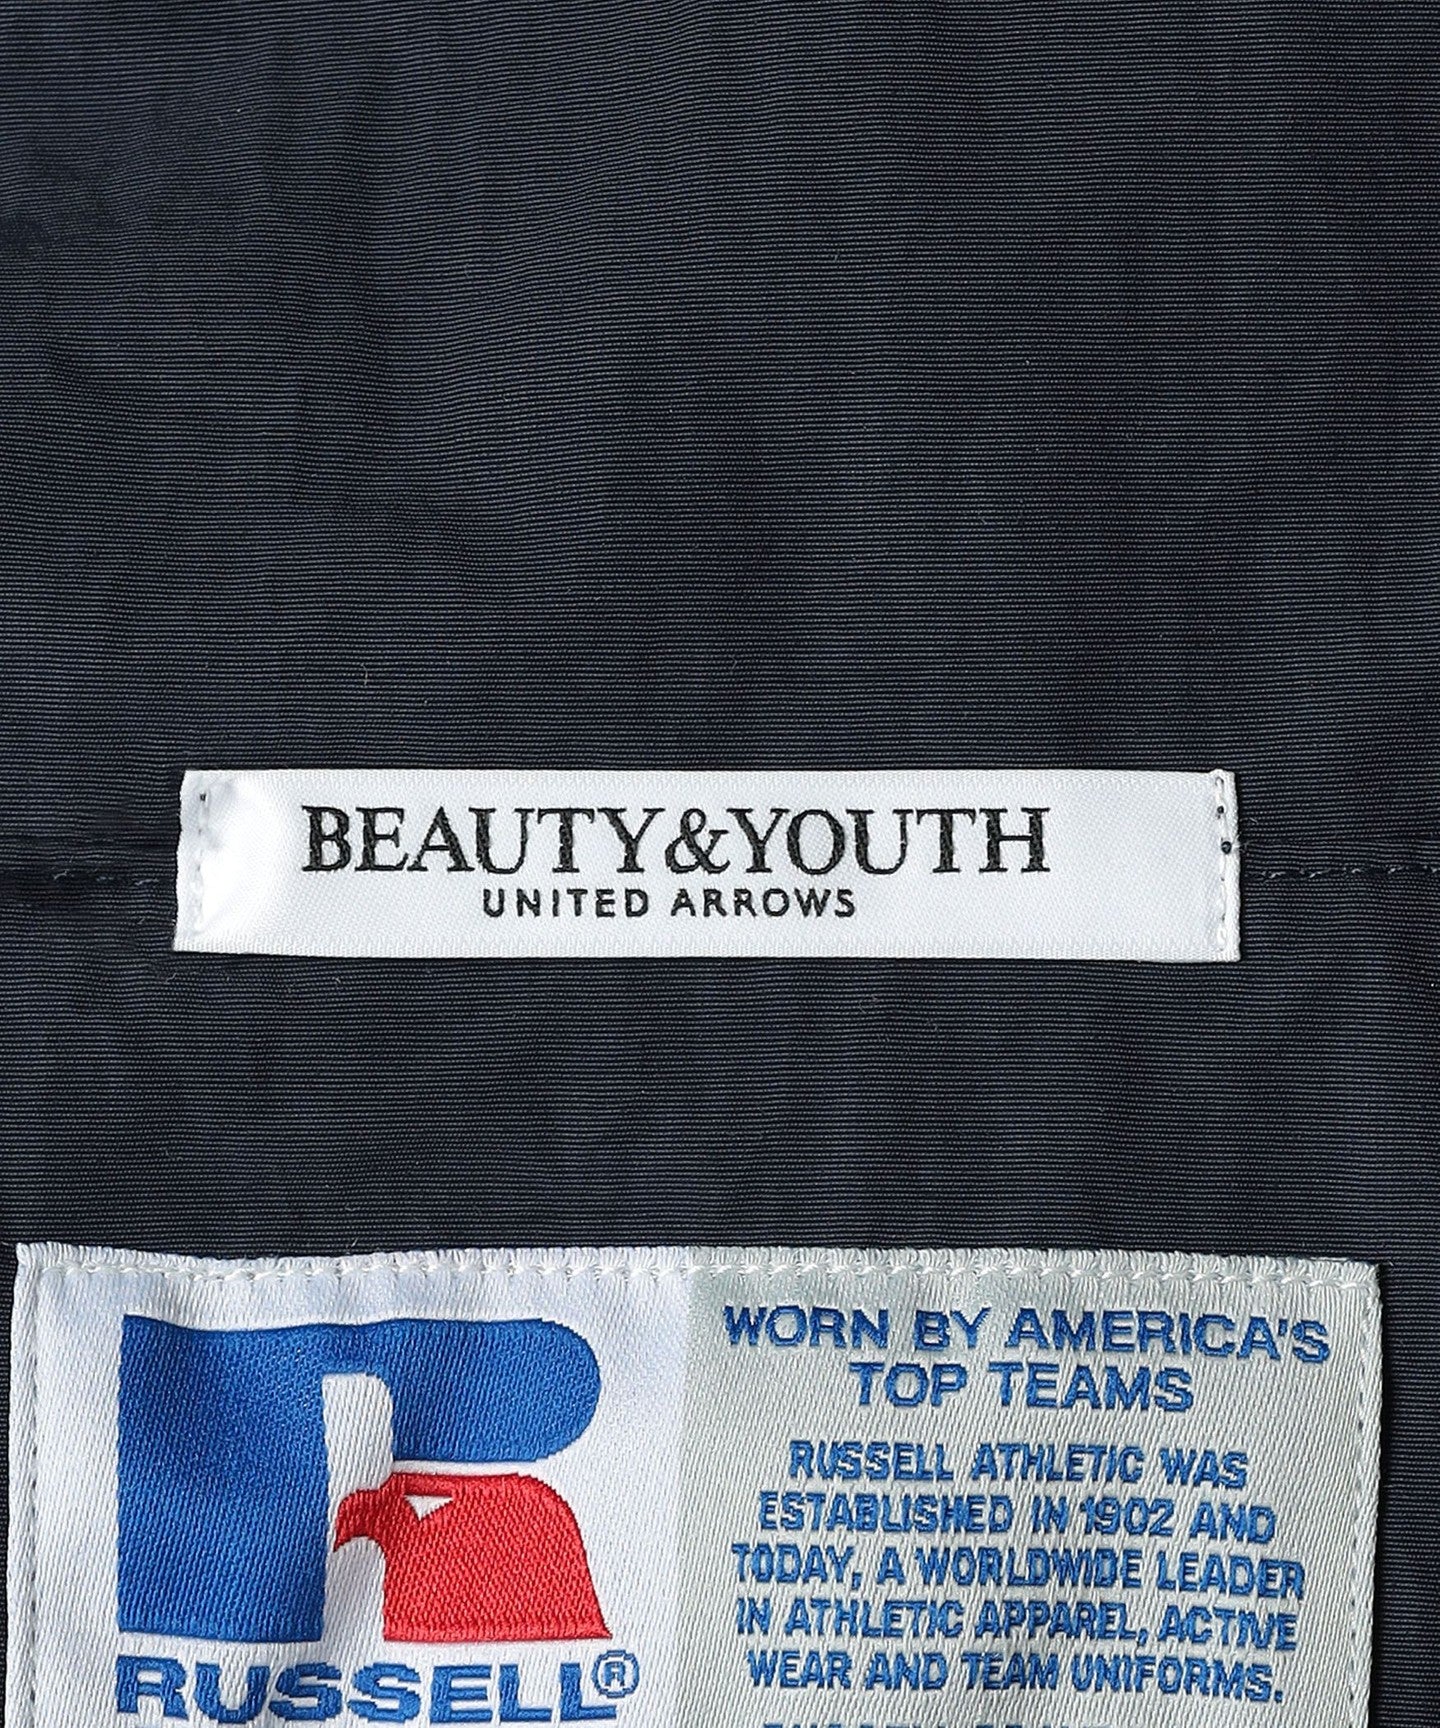 BEAUTY&YOUTH
UNITED ARROWS
WORN BY AMERICA'S
TOP TEAMS
RUSSELL ATHLETIC WAS
ESTABLISHED IN 1902 AND
TODAY, A WORLDWIDE LEADER
IN ATHLETIC APPAREL, ACTIVE
WEAR AND TEAM UNIFORMS.
RUSSELL®